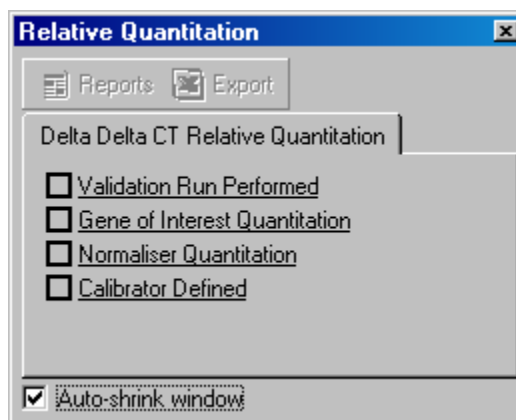 Relative Quantitation
Reports Export
Delta Delta CT Relative Quantitation
Validation Run Performed
Gene of Interest Quantitation
Normaliser Quantitation
Calibrator Defined
Auto-shrink window